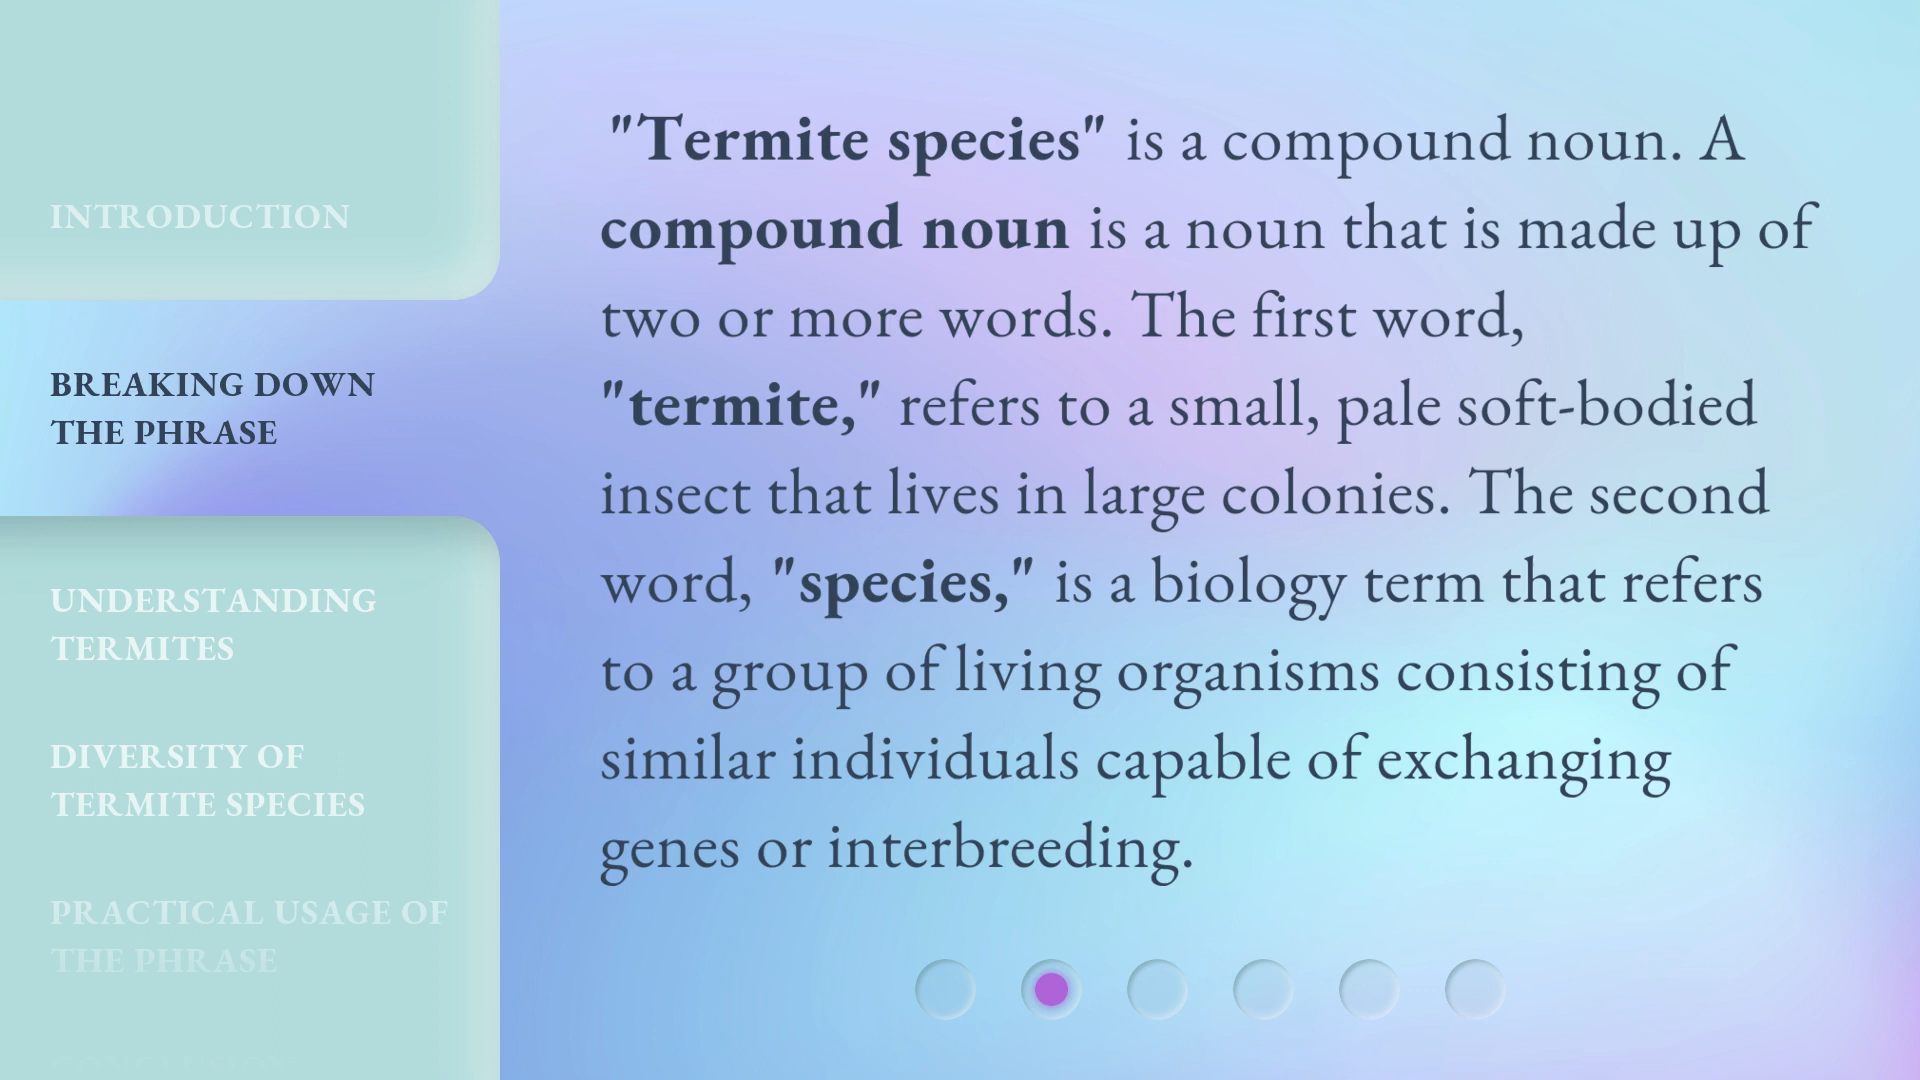 INTRODUCTION
BREAKING DOWN
THE PHRASE
UNDERSTANDING
TERMITES
DIVERSITY OF
TERMITE SPECIES
PRACTICAL USAGE OF
THE PHRASE
CONCLUSION
"Termite species" is a compound noun. A
compound noun is a noun that is made up of
two or more words. The first word,
"termite," refers to a small, pale soft-bodied
insect that lives in large colonies. The second
word, "species," is a biology term that refers
to a group of living organisms consisting of
similar individuals capable of exchanging
genes or interbreeding.